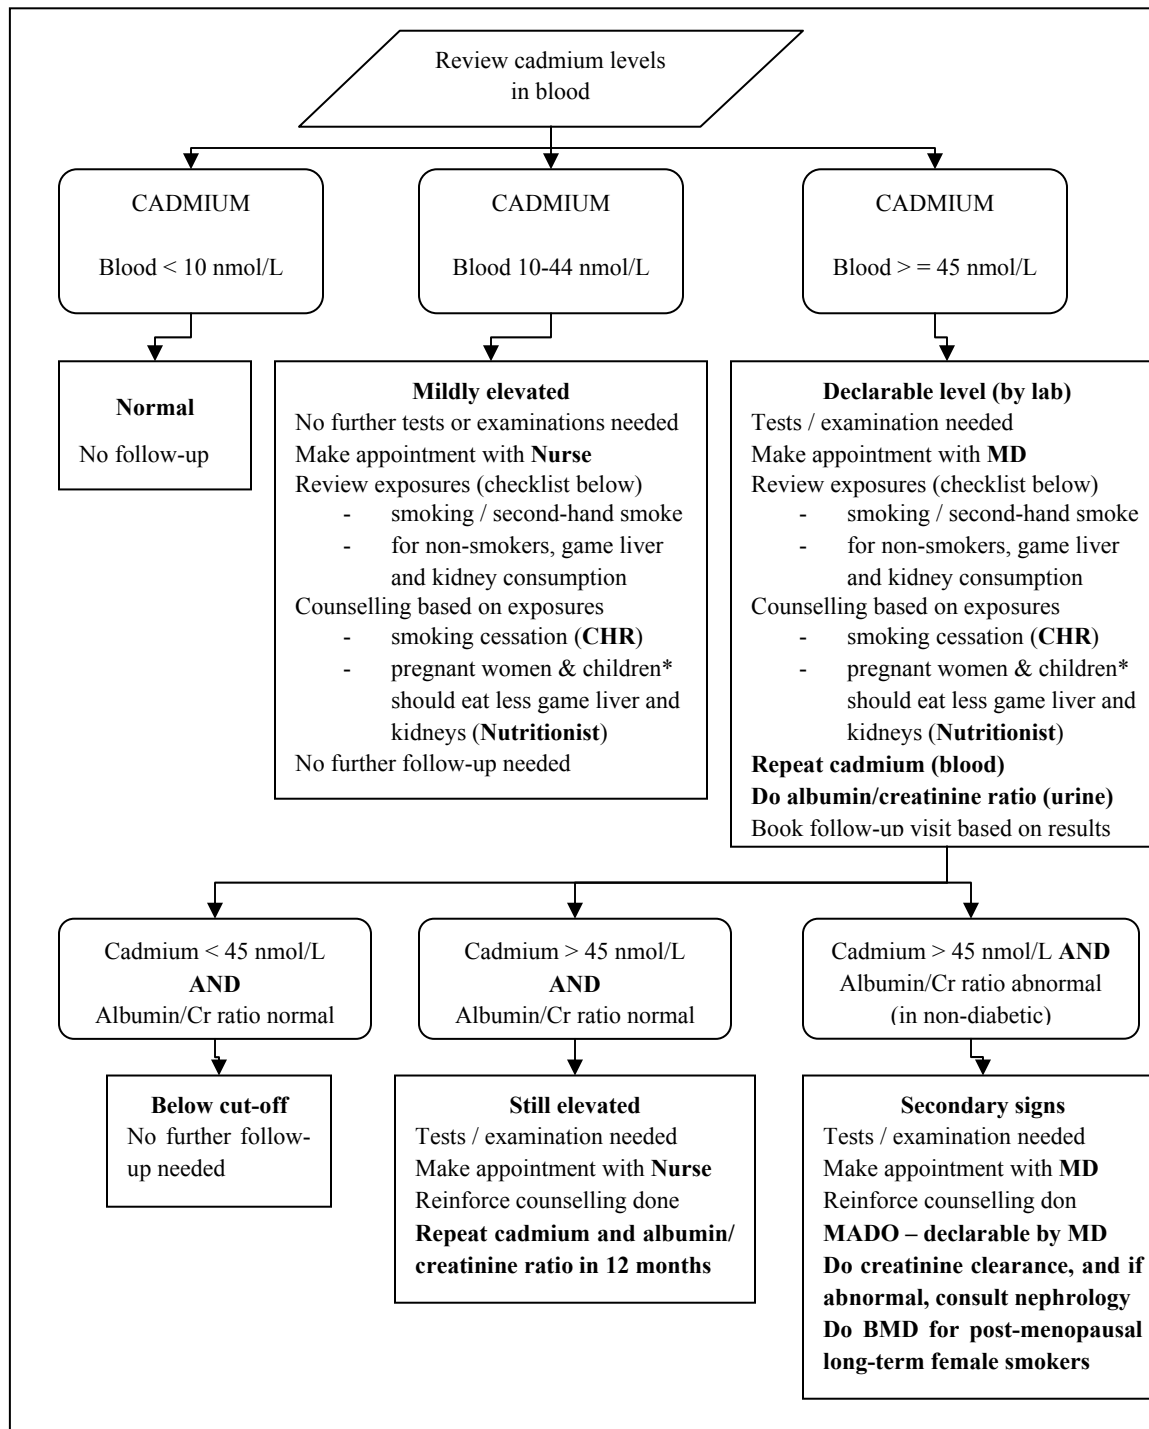 Review cadmium levels
in blood
CADMIUM
Blood < 10 nmol/L
CADMIUM
Blood 10-44 nmol/L
CADMIUM
Blood > = 45 nmol/L
Normal
No follow-up
Mildly elevated
No further tests or examinations needed
Make appointment with Nurse
Review exposures (checklist below)
- smoking / second-hand smoke
- for non-smokers, game liver
and kidney consumption
Counselling based on exposures
- smoking cessation (CHR)
- pregnant women & children*
should eat less game liver and
kidneys (Nutritionist)
No further follow-up needed
Declarable level (by lab)
Tests / examination needed
Make appointment with MD
Review exposures (checklist below)
- smoking / second-hand smoke
- for non-smokers, game liver
and kidney consumption
Counselling based on exposures
- smoking cessation (CHR)
- pregnant women & children*
should eat less game liver and
kidneys (Nutritionist)
Repeat cadmium (blood)
Do albumin/creatinine ratio (urine)
Book follow-up visit based on results
Cadmium < 45 nmol/L
AND
Albumin/Cr ratio normal
Cadmium > 45 nmol/L
AND
Albumin/Cr ratio normal
Cadmium > 45 nmol/L AND
Albumin/Cr ratio abnormal
(in non-diabetic)
Below cut-off
No further follow-
up needed
Still elevated
Tests / examination needed
Make appointment with Nurse
Reinforce counselling done
Repeat cadmium and albumin/
creatinine ratio in 12 months
Secondary signs
Tests / examination needed
Make appointment with MD
Reinforce counselling don
MADO – declarable by MD
Do creatinine clearance, and if
abnormal, consult nephrology
Do BMD for post-menopausal
long-term female smokers